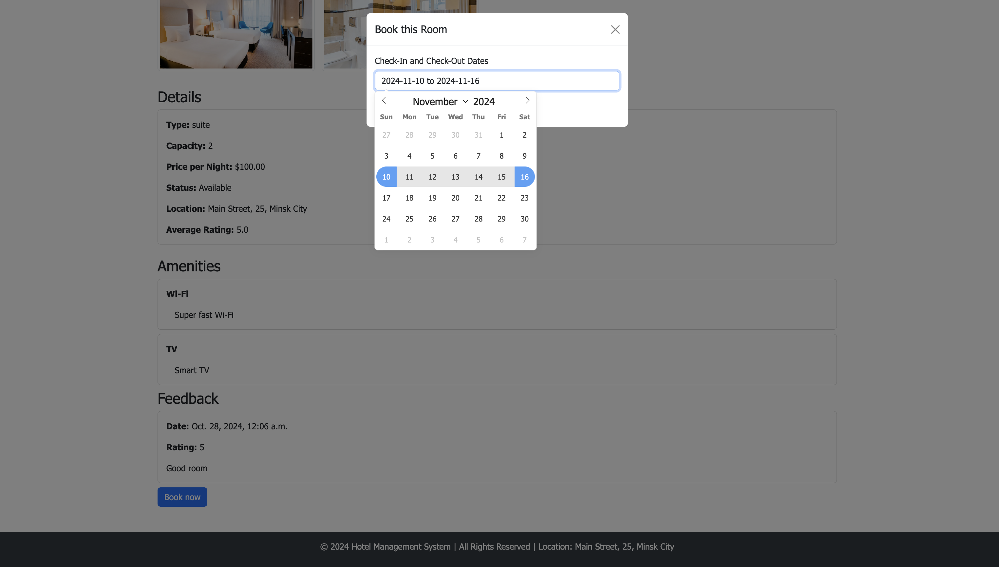 Book this Room
Check-In and Check-Out Dates
2024-11-10 to 2024-11-16
November 2024
Sun Mon Tue Wed Thu Fri Sat
27 28 29 30 31 1 2
3 4 5 6 7 8 9
10 11 12 13 14 15 16
17 18 19 20 21 22 23
24 25 26 27 28 29 30
1 2 3 4 5 6 7
Details
Type: suite
Capacity: 2
Price per Night: $100.00
Status: Available
Location: Main Street, 25, Minsk City
Average Rating: 5.0
Amenities
Wi-Fi
Super fast Wi-Fi
TV
Smart TV
Feedback
Date: Oct. 28, 2024, 12:06 a.m.
Rating: 5
Good room
Book now
© 2024 Hotel Management System | All Rights Reserved | Location: Main Street, 25, Minsk City